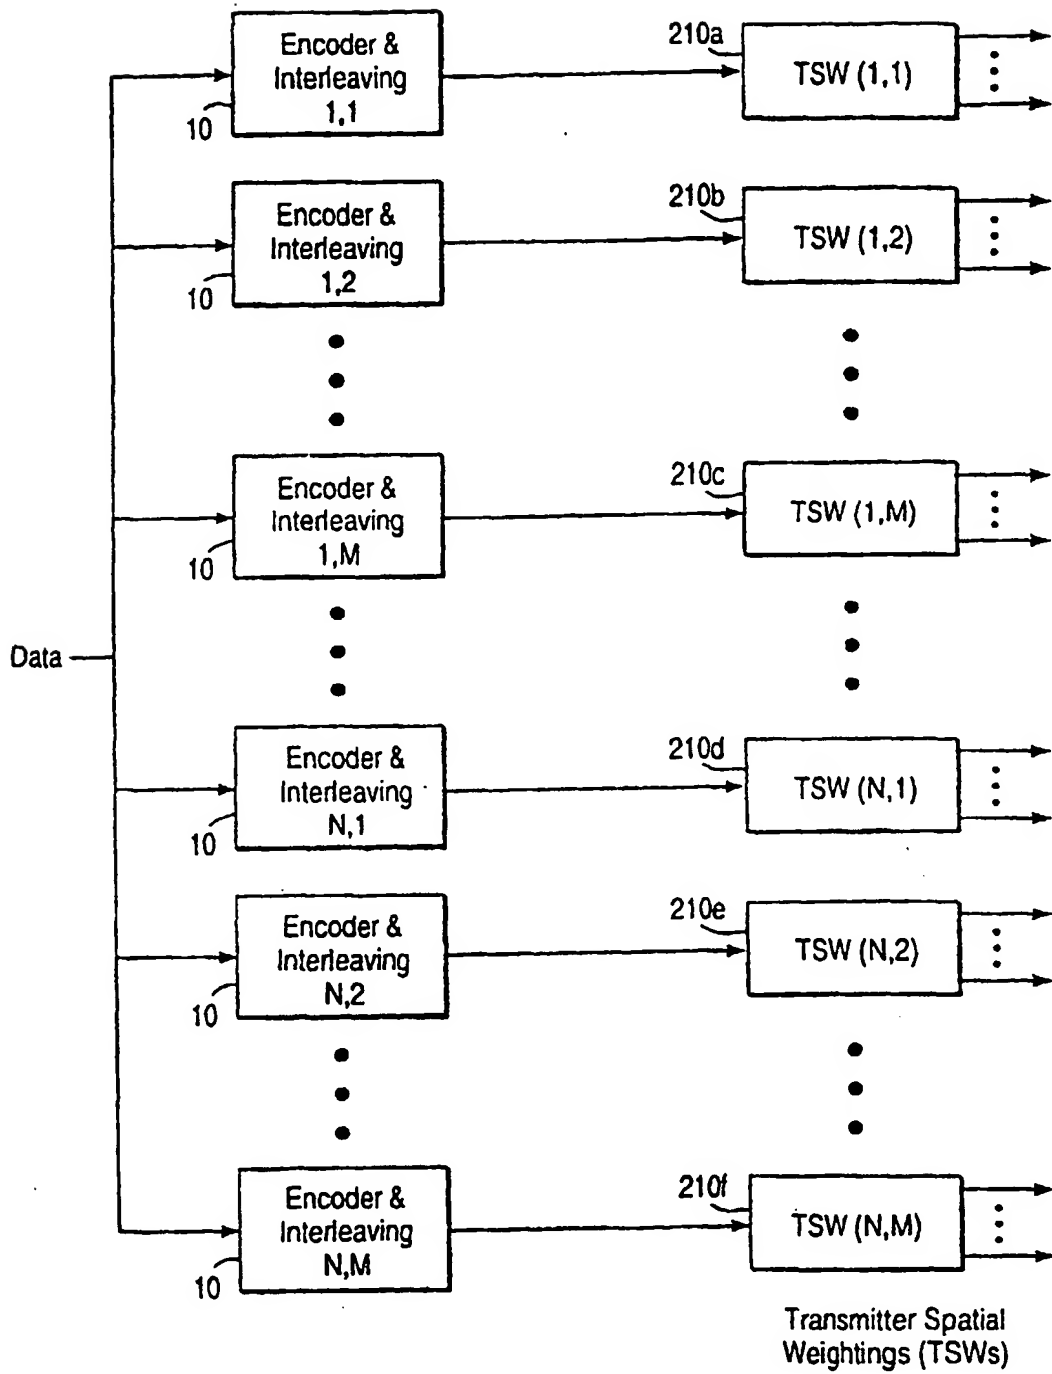 Encoder &
Interleaving
1,1
10
210a
TSW (1,1)
Encoder &
Interleaving
1,2
10
210b
TSW (1,2)
Encoder &
Interleaving
1,M
10
210c
TSW (1,M)
Data
Encoder &
Interleaving
N,1
10
210d
TSW (N,1)
Encoder &
Interleaving
N,2
10
210e
TSW (N,2)
Encoder &
Interleaving
N,M
10
210f
TSW (N,M)
Transmitter Spatial
Weightings (TSWs)